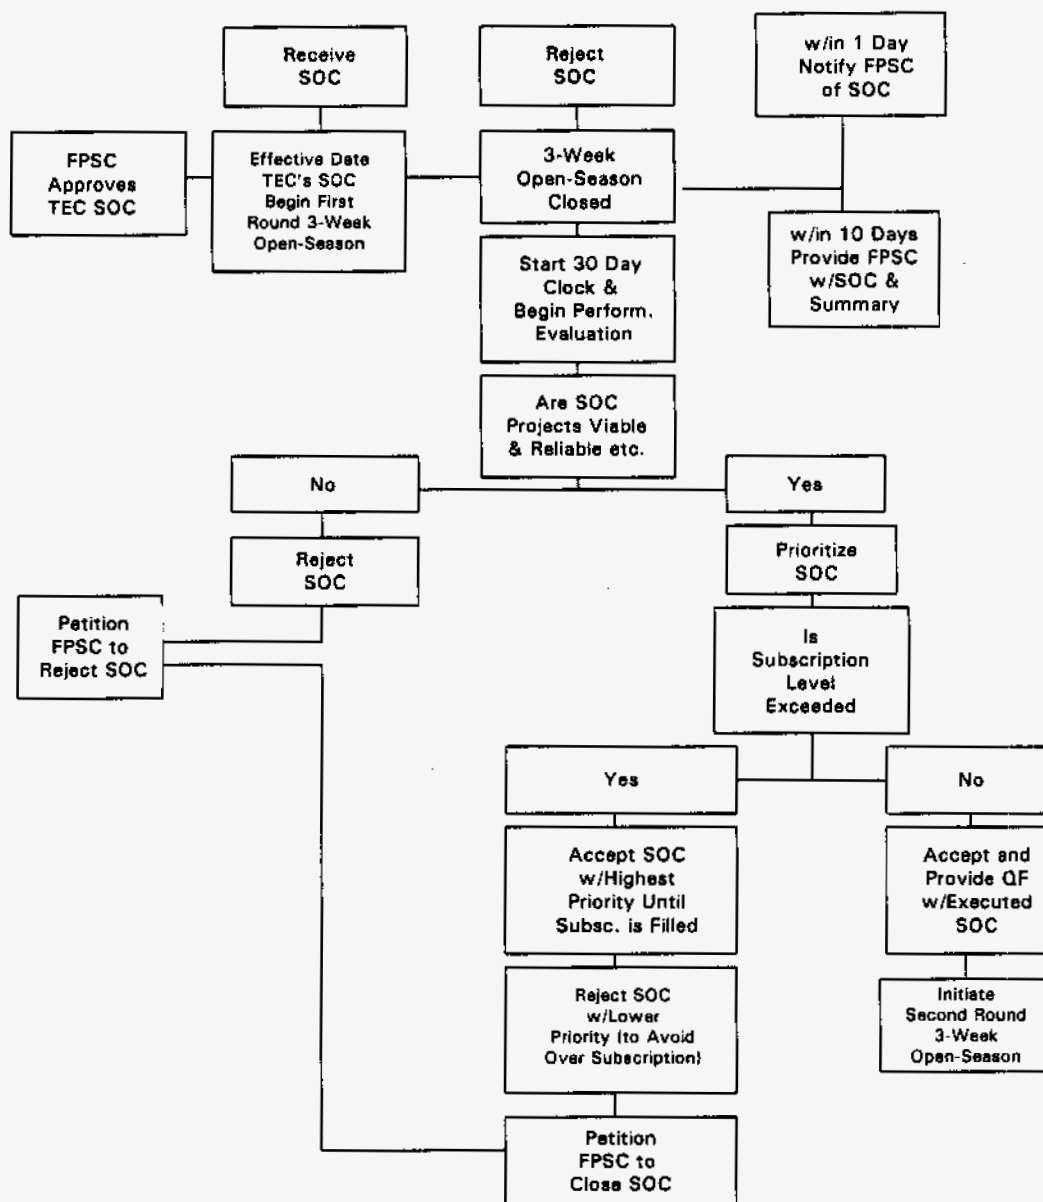 Receive
SOC
Reject
SOC
w/in 1 Day
Notify FPSC
of SOC
FPSC
Approves
TEC SOC
Effective Date
TEC's SOC
Begin First
Round 3-Week
Open-Season
3-Week
Open-Season
Closed
w/in 10 Days
Provide FPSC
w/SOC &
Summary
Start 30 Day
Clock &
Begin Perform.
Evaluation
Are SOC
Projects Viable
& Reliable etc.
No
Yes
Reject
SOC
Prioritize
SOC
Petition
FPSC to
Reject SOC
Is
Subscription
Level
Exceeded
Yes
No
Accept SOC
w/Highest
Priority Until
Subsc. is Filled
Accept and
Provide QF
w/Executed
SOC
Reject SOC
w/Lower
Priority (to Avoid
Over Subscription)
Initiate
Second Round
3-Week
Open-Season
Petition
FPSC to
Close SOC